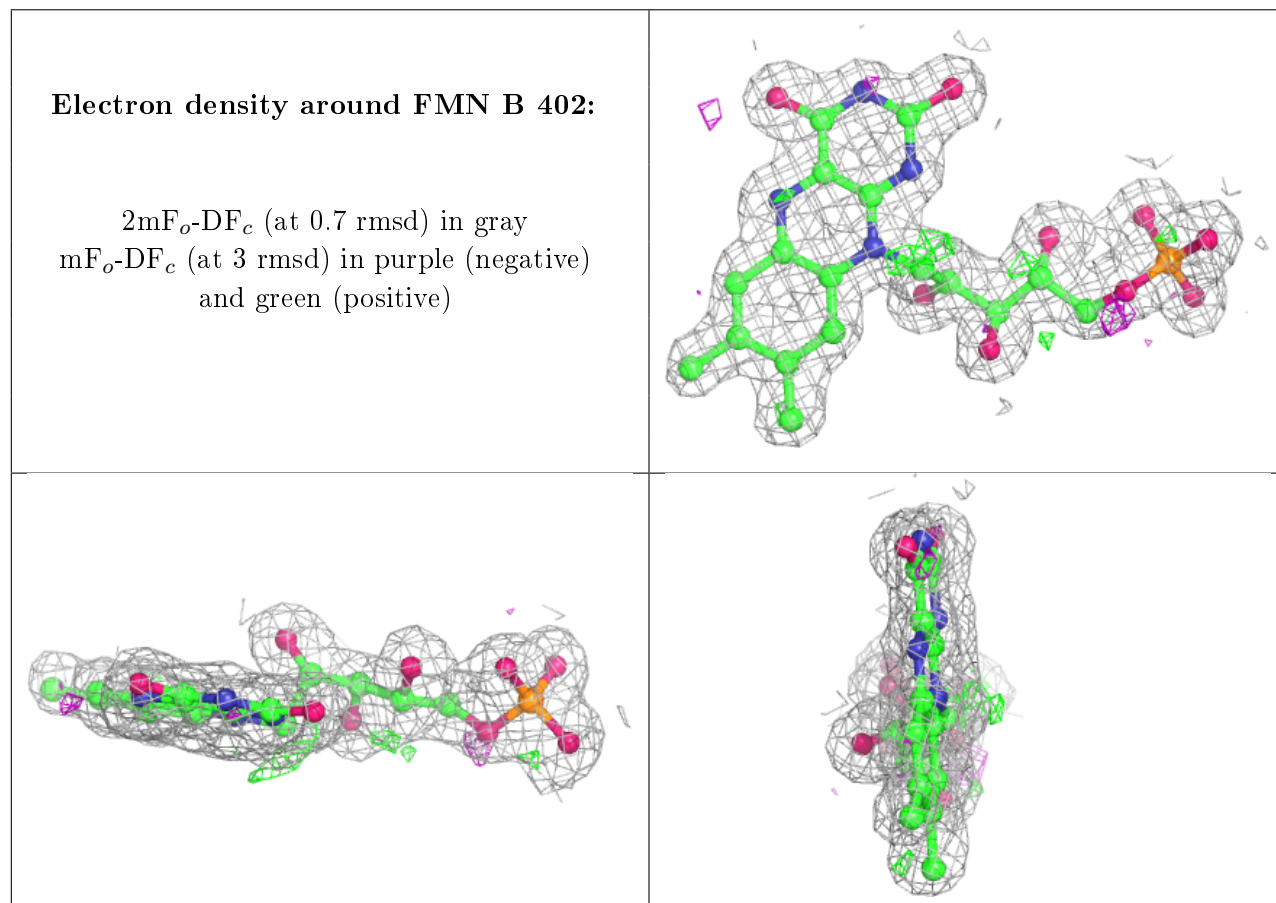 Electron density around FMN B 402:
2mFo-DFc (at 0.7 rmsd) in gray
mFo-DFc (at 3 rmsd) in purple (negative)
and green (positive)